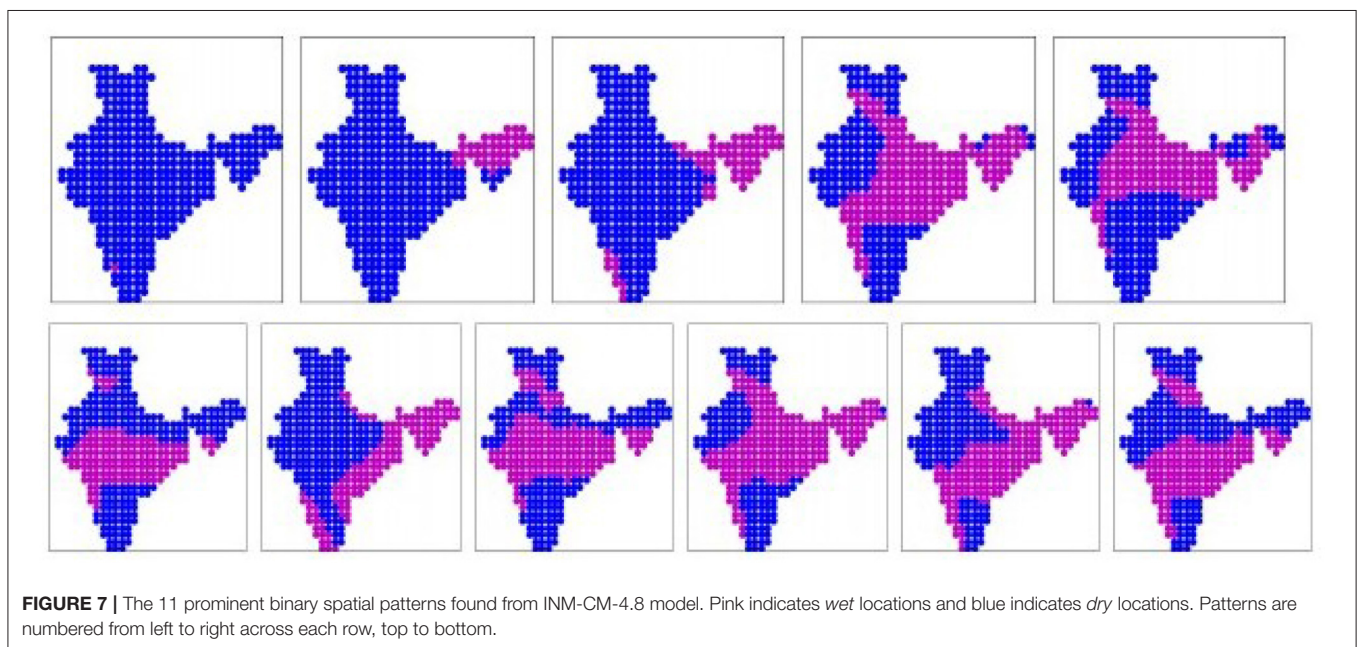 FIGURE 7 | The 11 prominent binary spatial patterns found from INM-CM-4.8 model. Pink indicates wet locations and blue indicates dry locations. Patterns are
numbered from left to right across each row, top to bottom.